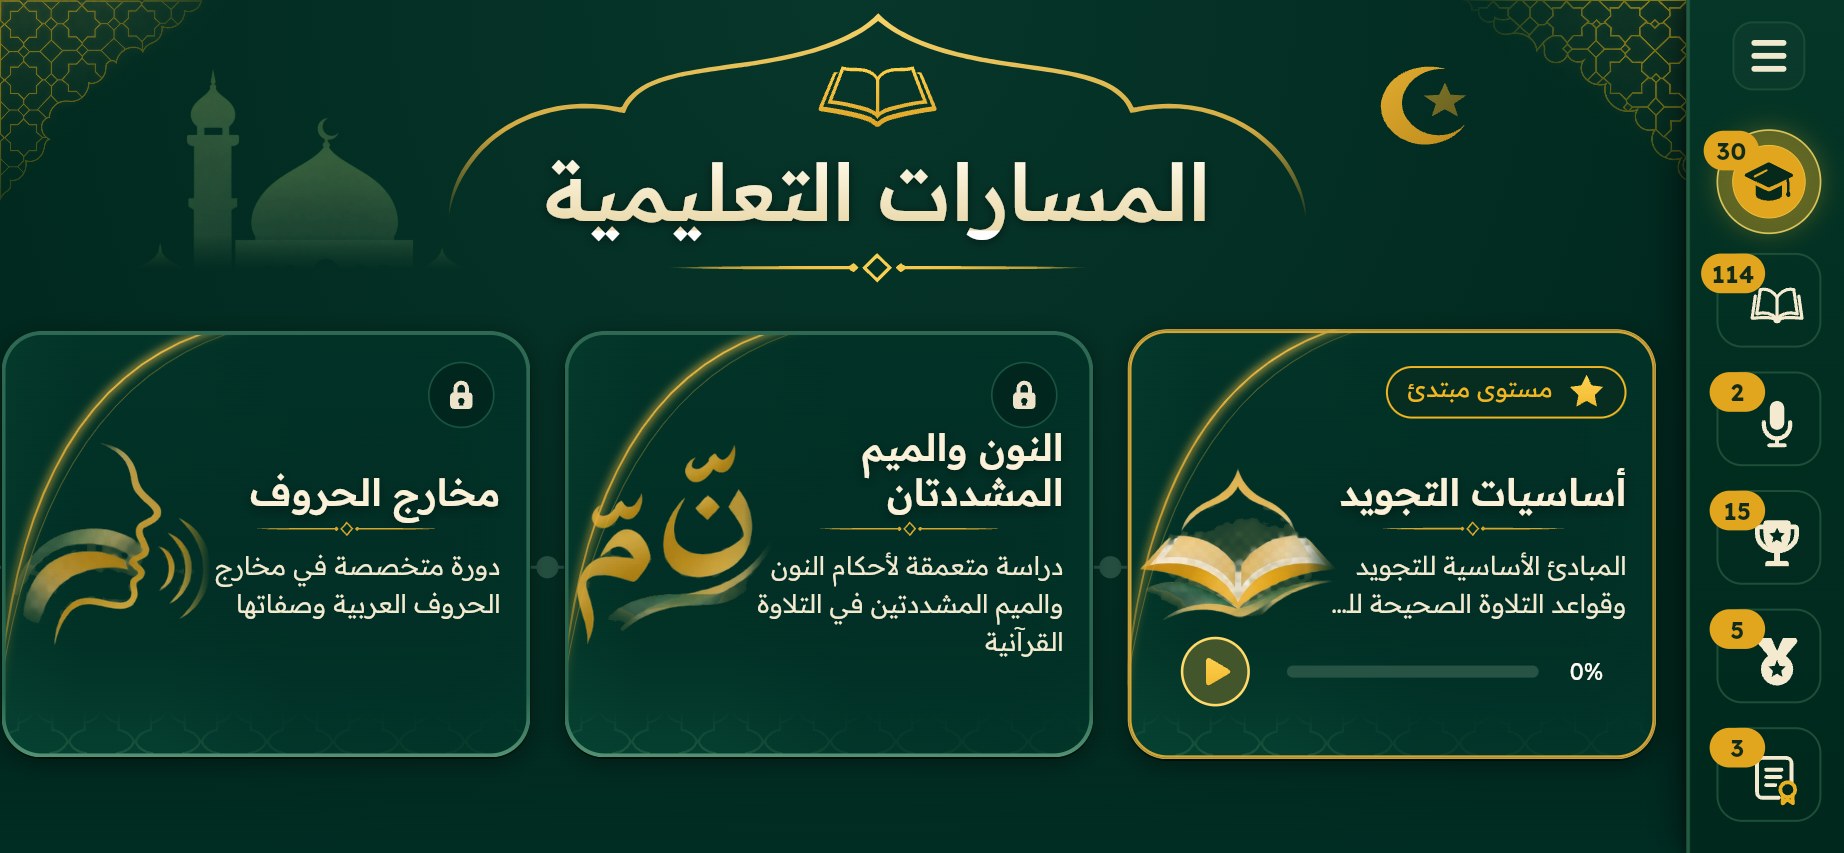 المسارات التعليمية
مستوى مبتدئ
أساسيات التجويد
المبادئ الأساسية للتجويد
وقواعد التلاوة الصحيحة للـ...
0%
النون والميم
المشددتان
دراسة متعمقة لأحكام النون
والميم المشددتين في التلاوة
القرآنية
نّ مّ
مخارج الحروف
دورة متخصصة في مخارج
الحروف العربية وصفاتها
30
114
2
15
5
3